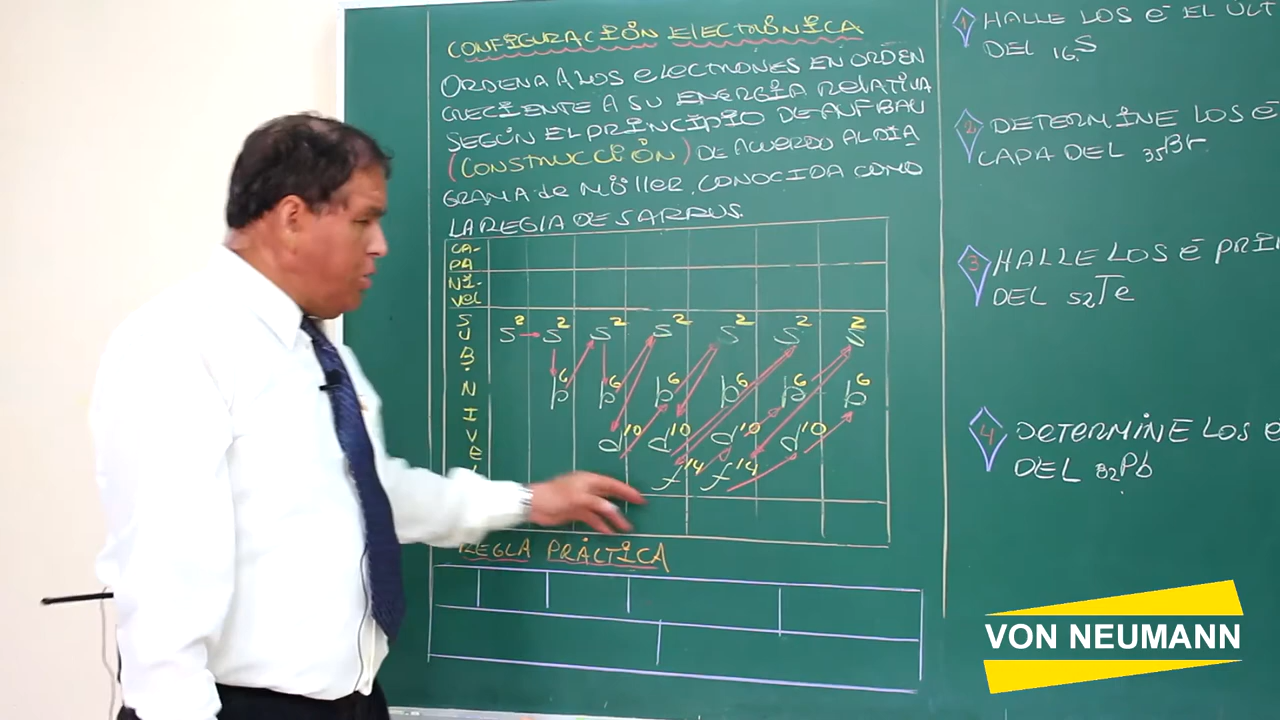 CONFIGURACIÓN ELECTRÓNICA
ORDENA A LOS ELECTRONES EN ORDEN
CRECIENTE A SU ENERGÍA RELATIVA
SEGÚN EL PRINCIPIO DE AUFBAU
(CONSTRUCCIÓN) DE ACUERDO AL DIA
GRAMA de MÖLLER, CONOCIDA COMO
LA REGLA DE SARRUS.
CA-
PA
NI-
VEL
S
U
B.
N
I
V
E
s² s² s² s² s² s² s²
p⁶ p⁶ p⁶ p⁶ p⁶ p⁶
d¹⁰ d¹⁰ d¹⁰ d¹⁰
f¹⁴ f¹⁴
REGLA PRÁCTICA
1 HALLE LOS e̅ EL ÚLT
DEL ₁₆S
2 DETERMINE LOS e̅
CAPA DEL ₃₅Br
3 HALLE LOS e̅ PRI
DEL ₅₂Te
4 DETERMINE LOS e
DEL ₈₂Pb
VON NEUMANN